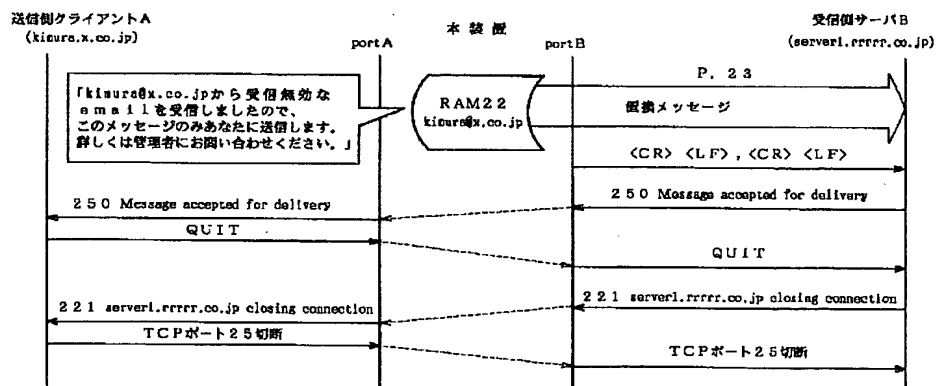 送信側クライアントA
(kimura.x.co.jp)
portA
本装置
portB
受信側サーバB
(server1.rrrrr.co.jp)
「kimura@x.co.jpから受信無効な
emailを受信しましたので、
このメッセージのみあなたに送信します。
詳しくは管理者にお問い合わせください。」
RAM22
kimura@x.co.jp
P. 23
置換メッセージ
<CR> <LF>, <CR> <LF>
250 Message accepted for delivery
250 Message accepted for delivery
QUIT
QUIT
221 server1.rrrrr.co.jp closing connection
221 server1.rrrrr.co.jp closing connection
TCPポート25切断
TCPポート25切断